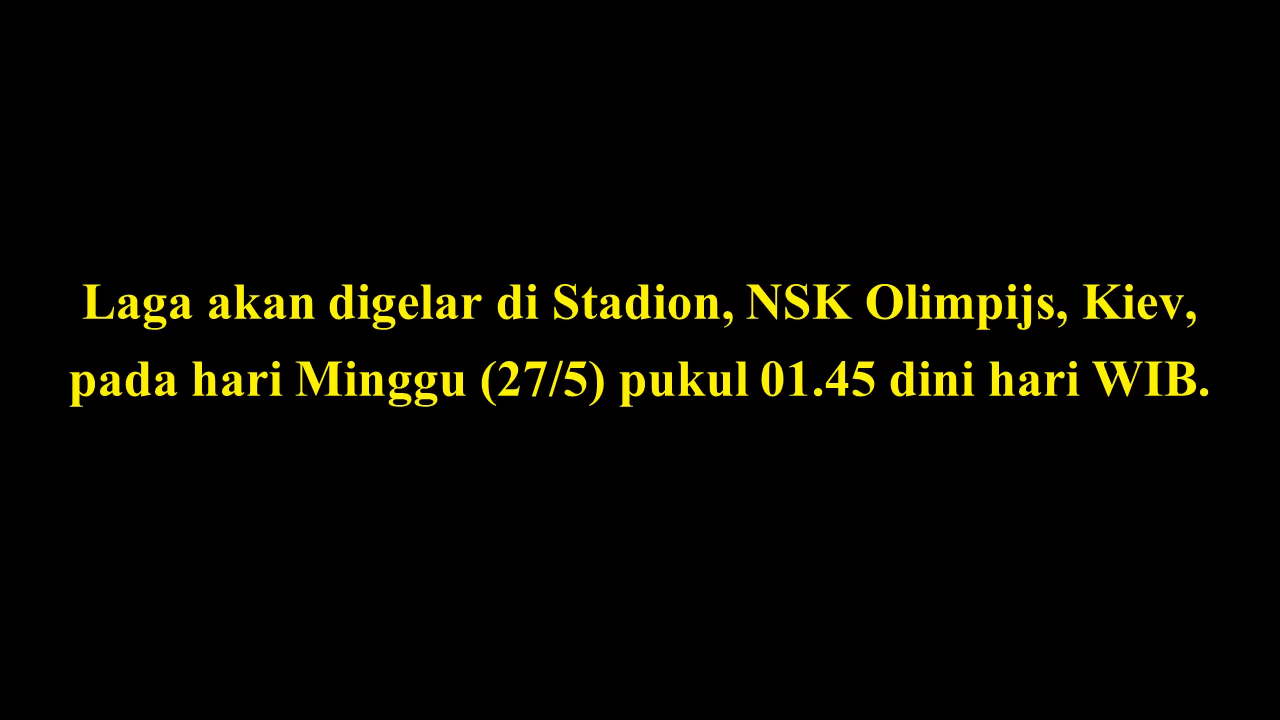 Laga akan digelar di Stadion, NSK Olimpijs, Kiev,
pada hari Minggu (27/5) pukul 01.45 dini hari WIB.